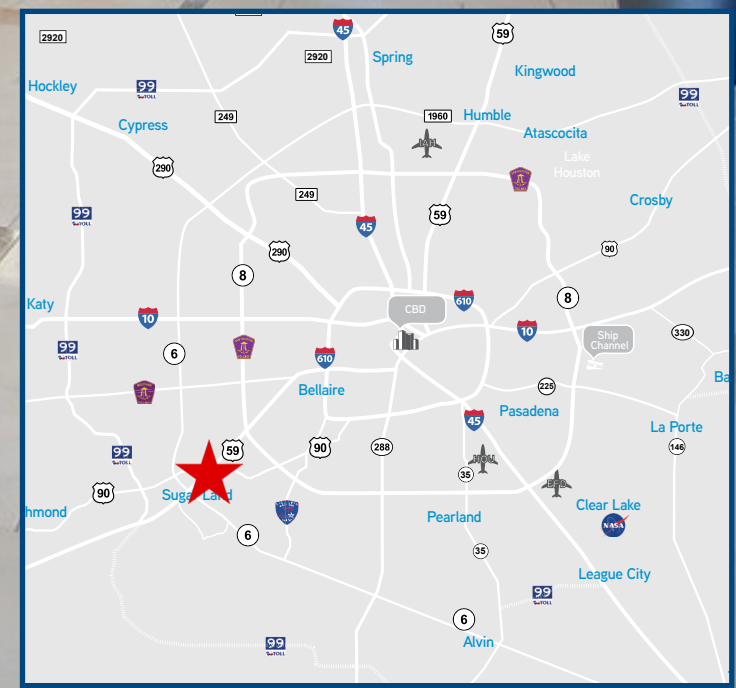 45
59
2920
2920
Spring
Kingwood
Hockley
99
TOLL
99
TOLL
249
1960
Humble
Cypress
Atascocita
IAH
Lake
Houston
290
249
Crosby
99
TOLL
59
45
90
290
8
8
610
Katy
CBD
10
10
330
Ship
Channel
99
TOLL
6
610
Ba
225
Bellaire
Pasadena
45
La Porte
59
90
288
146
99
TOLL
HOU
35
EFD
90
Sugar Land
hmond
Clear Lake
Pearland
NASA
6
35
League City
99
TOLL
6
99
TOLL
Alvin